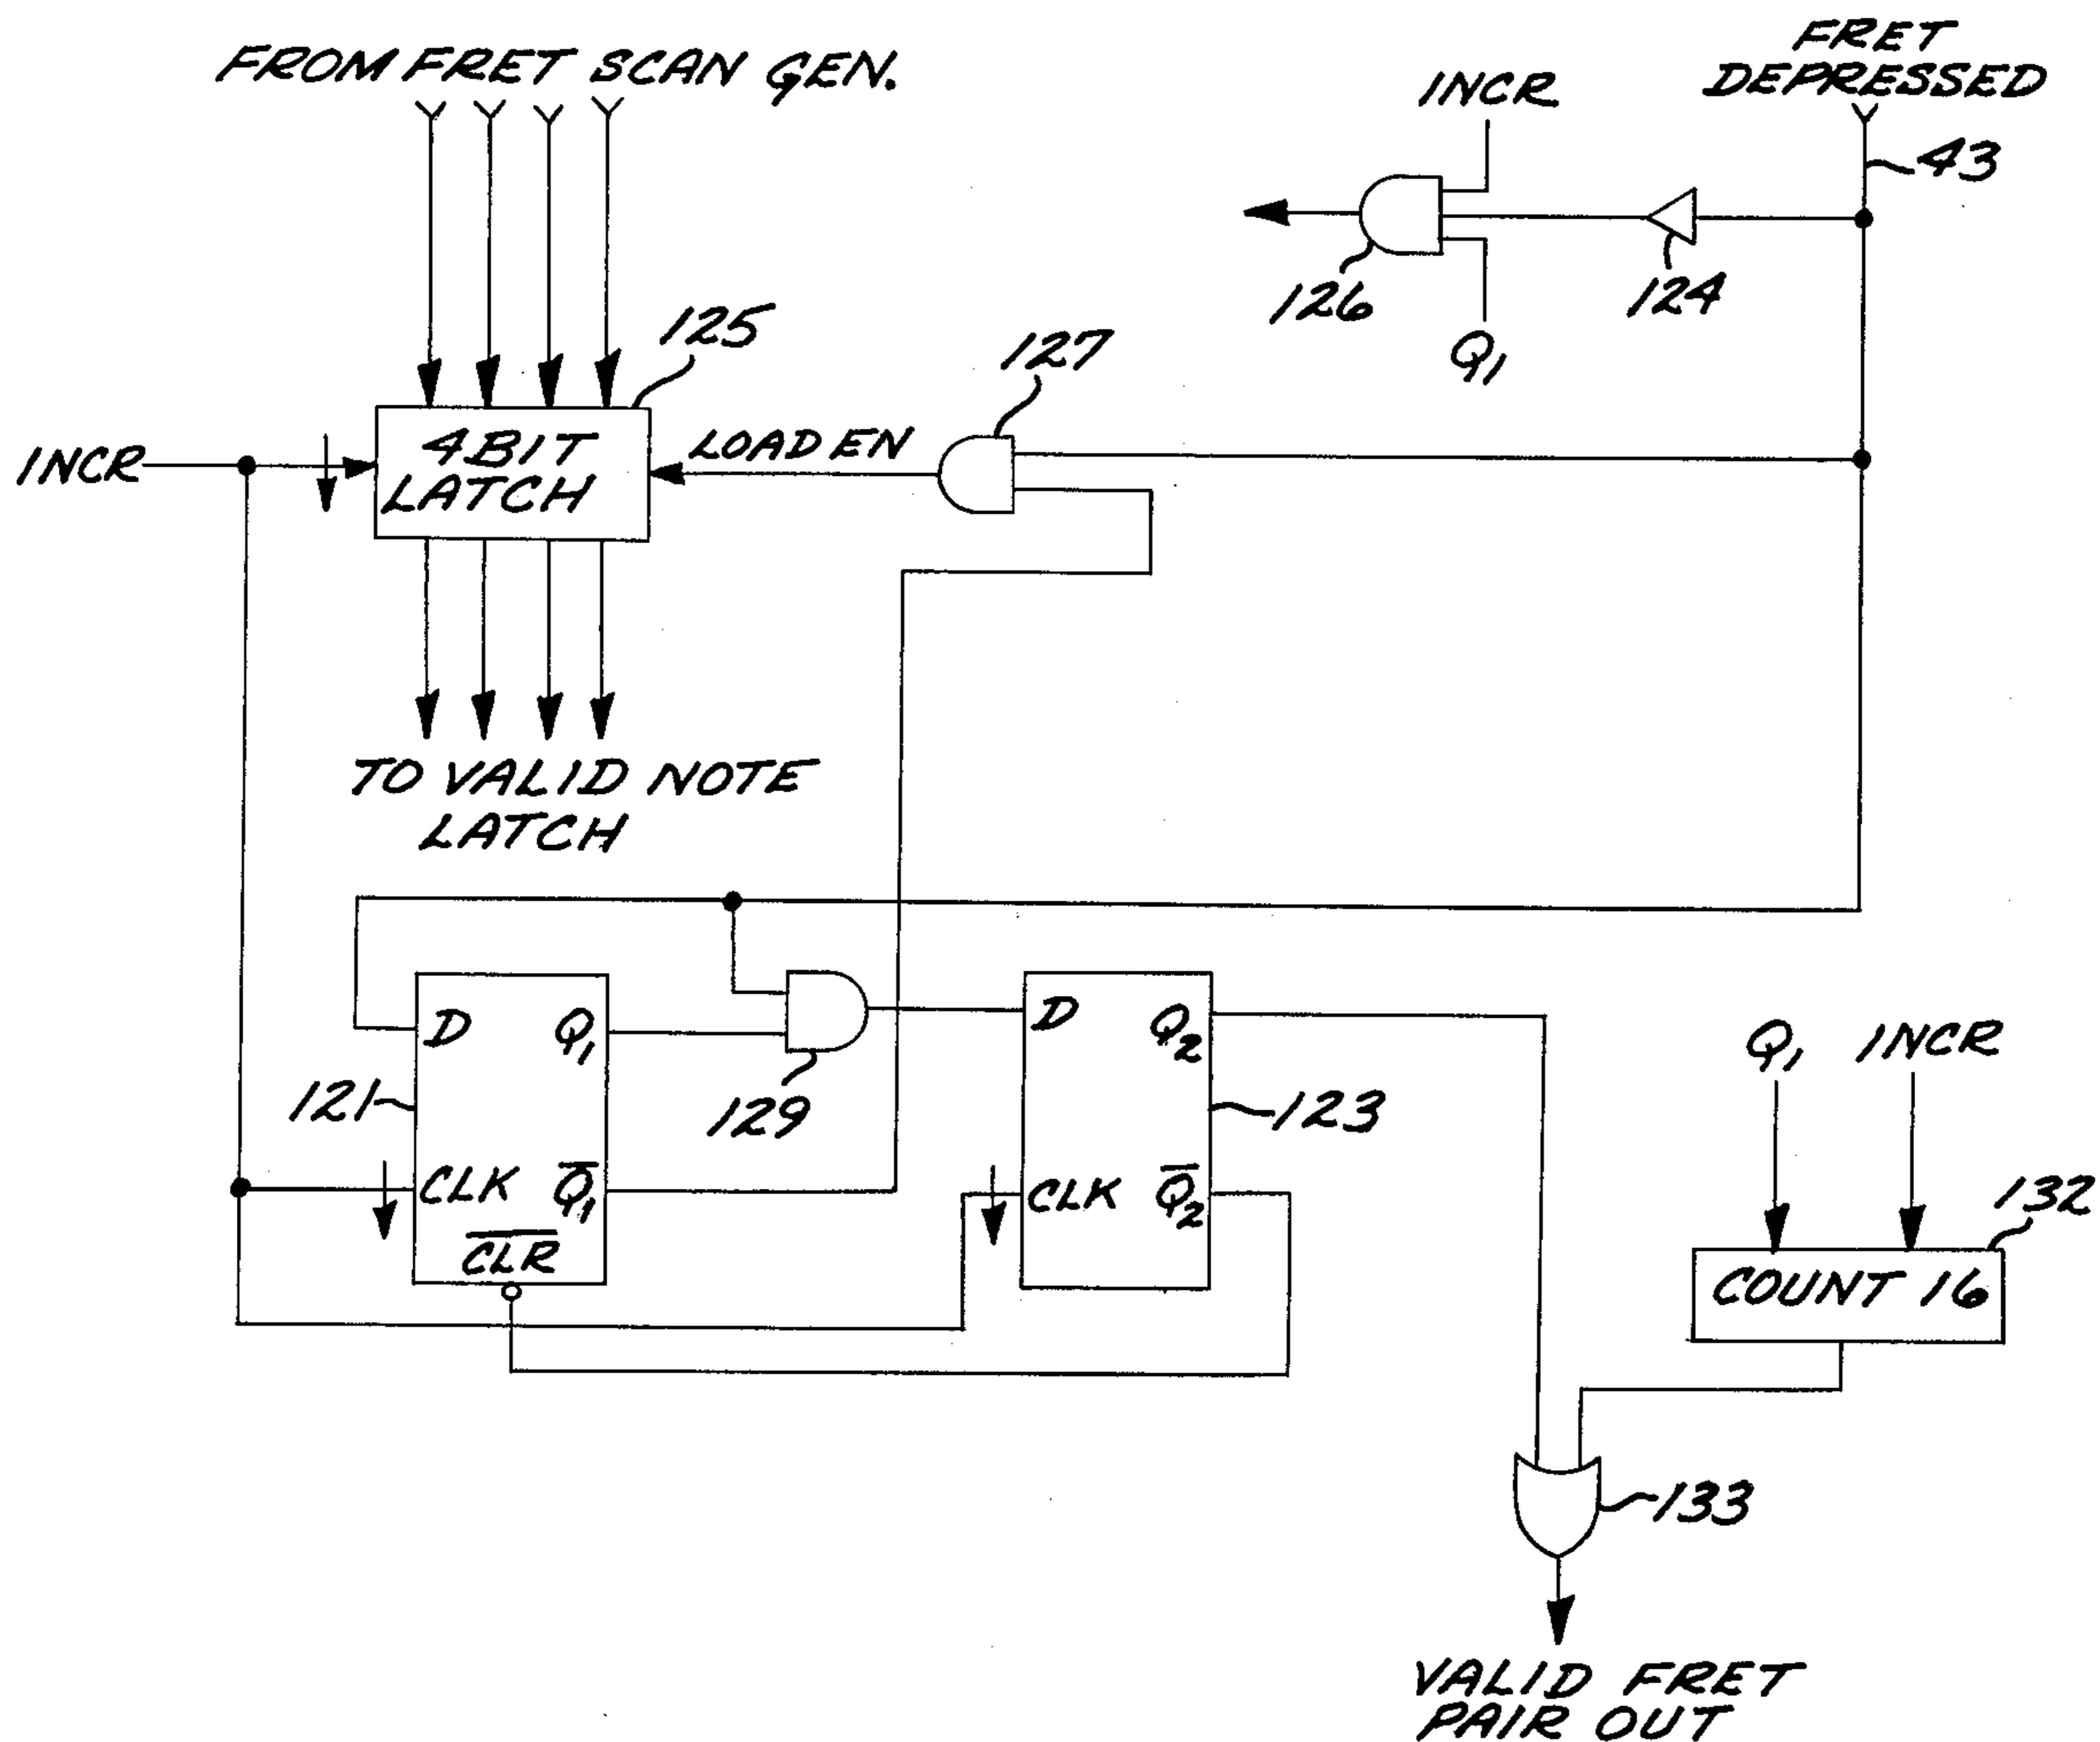 FROM FRET SCAN GEN.
FRET
DEPRESSED
INCR
43
126
124
Q1
125
127
INCR
4 BIT
LATCH
LOAD EN
TO VALID NOTE
LATCH
D
Q1
121
CLK
Q̅1
C̅L̅R̅
129
D
Q2
123
CLK
Q̅2
Q1
INCR
132
COUNT 16
133
VALID FRET
PAIR OUT